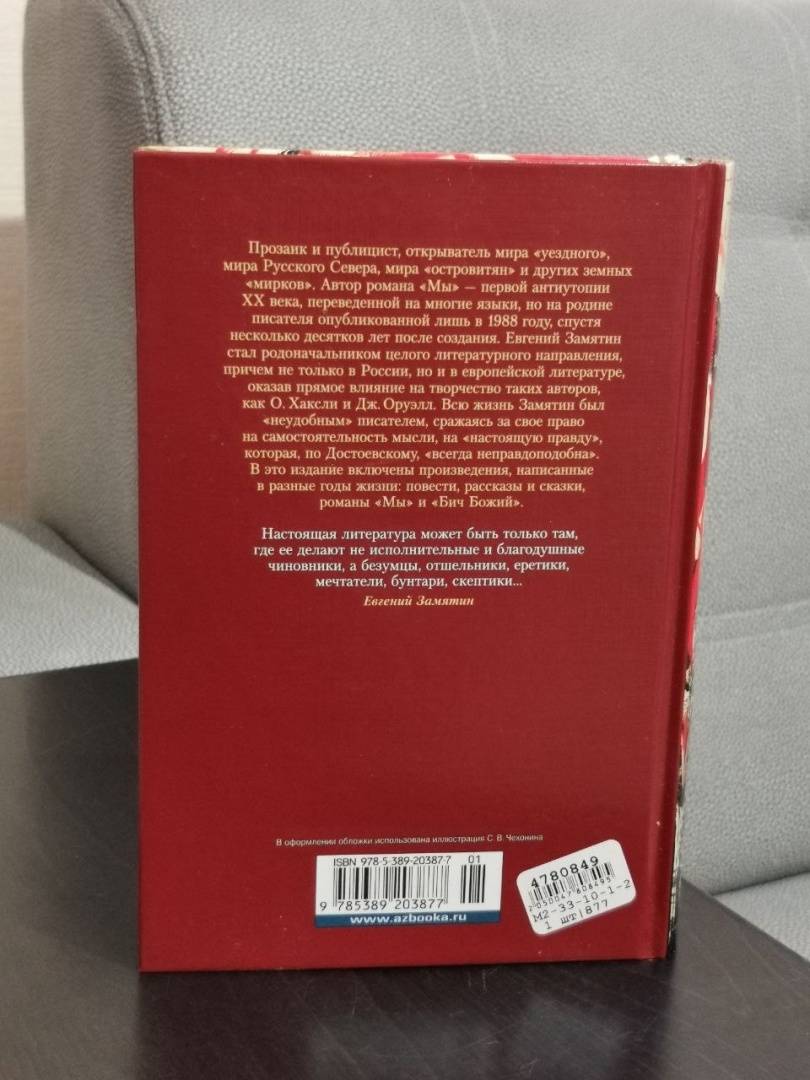 Прозаик и публицист, открыватель мира «уездного»,
мира Русского Севера, мира «островитян» и других земных
«мирков». Автор романа «Мы» — первой антиутопии
XX века, переведенной на многие языки, но на родине
писателя опубликованной лишь в 1988 году, спустя
несколько десятков лет после создания. Евгений Замятин
стал родоначальником целого литературного направления,
причем не только в России, но и в европейской литературе,
оказав прямое влияние на творчество таких авторов,
как О. Хаксли и Дж. Оруэлл. Всю жизнь Замятин был
«неудобным» писателем, сражаясь за свое право
на самостоятельность мысли, на «настоящую правду»,
которая, по Достоевскому, «всегда неправдоподобна».
В это издание включены произведения, написанные
в разные годы жизни: повести, рассказы и сказки,
романы «Мы» и «Бич Божий».
Настоящая литература может быть только там,
где ее делают не исполнительные и благодушные
чиновники, а безумцы, отшельники, еретики,
мечтатели, бунтари, скептики...
Евгений Замятин
В оформлении обложки использована иллюстрация С. В. Чехонина
ISBN 978-5-389-20387-7 01
9 785389 203877
www.azbooka.ru
4780849
2 050047 808495
М2-33-10-1-2
1 шт|877